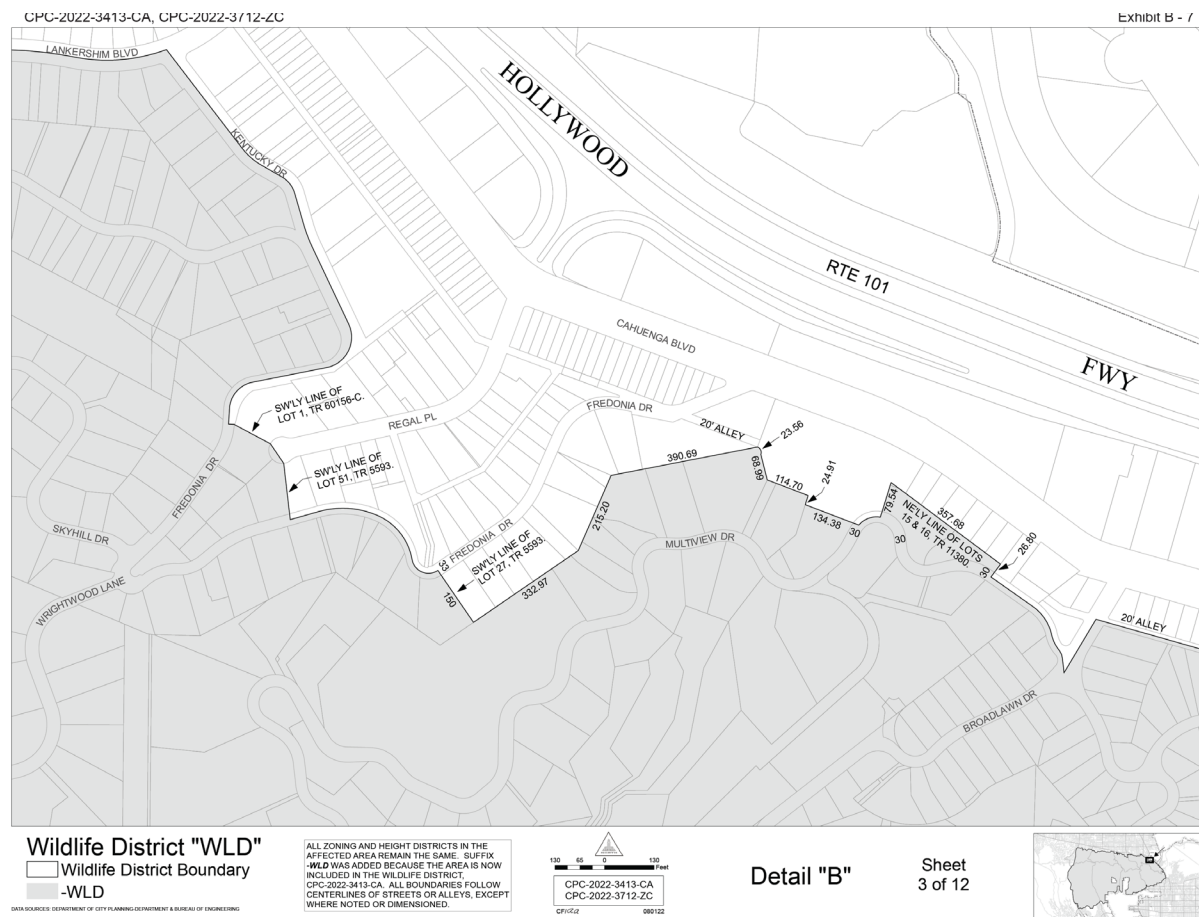 CPC-2022-3413-CA, CPC-2022-3712-ZC
Exhibit B - 7
LANKERSHIM BLVD
HOLLYWOOD
KENTUCKY DR
RTE 101
CAHUENGA BLVD
FWY
SW'LY LINE OF
LOT 1, TR 60156-C.
REGAL PL
FREDONIA DR
20' ALLEY
23.56
390.69
68.99
SW'LY LINE OF
LOT 51, TR 5593.
114.70
24.91
FREDONIA DR
215.20
134.38
30
79.54
357.68
NE'LY LINE OF LOTS
15 & 16, TR 11380.
30
26.80
30
SKYHILL DR
FREDONIA DR
MULTIVIEW DR
33
SW'LY LINE OF
LOT 27, TR 5593.
150
332.97
WRIGHTWOOD LANE
20' ALLEY
BROADLAWN DR
Wildlife District "WLD"
Wildlife District Boundary
-WLD
DATA SOURCES: DEPARTMENT OF CITY PLANNING-DEPARTMENT & BUREAU OF ENGINEERING
ALL ZONING AND HEIGHT DISTRICTS IN THE
AFFECTED AREA REMAIN THE SAME. SUFFIX
-WLD WAS ADDED BECAUSE THE AREA IS NOW
INCLUDED IN THE WILDLIFE DISTRICT,
CPC-2022-3413-CA. ALL BOUNDARIES FOLLOW
CENTERLINES OF STREETS OR ALLEYS, EXCEPT
WHERE NOTED OR DIMENSIONED.
130 65 0 130
Feet
CPC-2022-3413-CA
CPC-2022-3712-ZC
080122
Detail "B"
Sheet
3 of 12